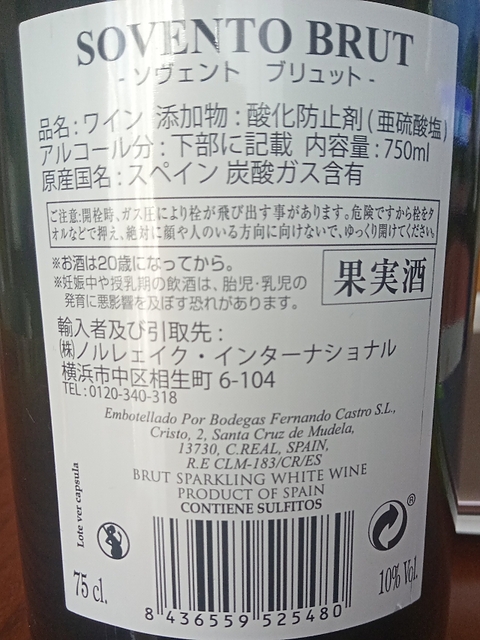 SOVENTO BRUT
- ソヴェント ブリュット -
品名:ワイン 添加物:酸化防止剤(亜硫酸塩)
アルコール分:下部に記載 内容量:750ml
原産国名:スペイン 炭酸ガス含有
ご注意:開栓時、ガス圧により栓が飛び出す事があります。危険ですから栓をタ
オルなどで押え、絶対に顔や人のいる方向に向けないで、ゆっくり開けてください。
※お酒は20歳になってから。
※妊娠中や授乳期の飲酒は、胎児・乳児の
発育に悪影響を及ぼす恐れがあります。
果実酒
輸入者及び引取先:
㈱ノルレェイク・インターナショナル
横浜市中区相生町 6-104
TEL:0120-340-318
Embotellado Por Bodegas Fernando Castro S.L.,
Cristo, 2, Santa Cruz de Mudela,
13730, C.REAL, SPAIN,
R.E CLM-183/CR/ES
BRUT SPARKLING WHITE WINE
PRODUCT OF SPAIN
CONTIENE SULFITOS
Lote ver capsula
®
75 cl.
10% Vol.
8 436559 525480